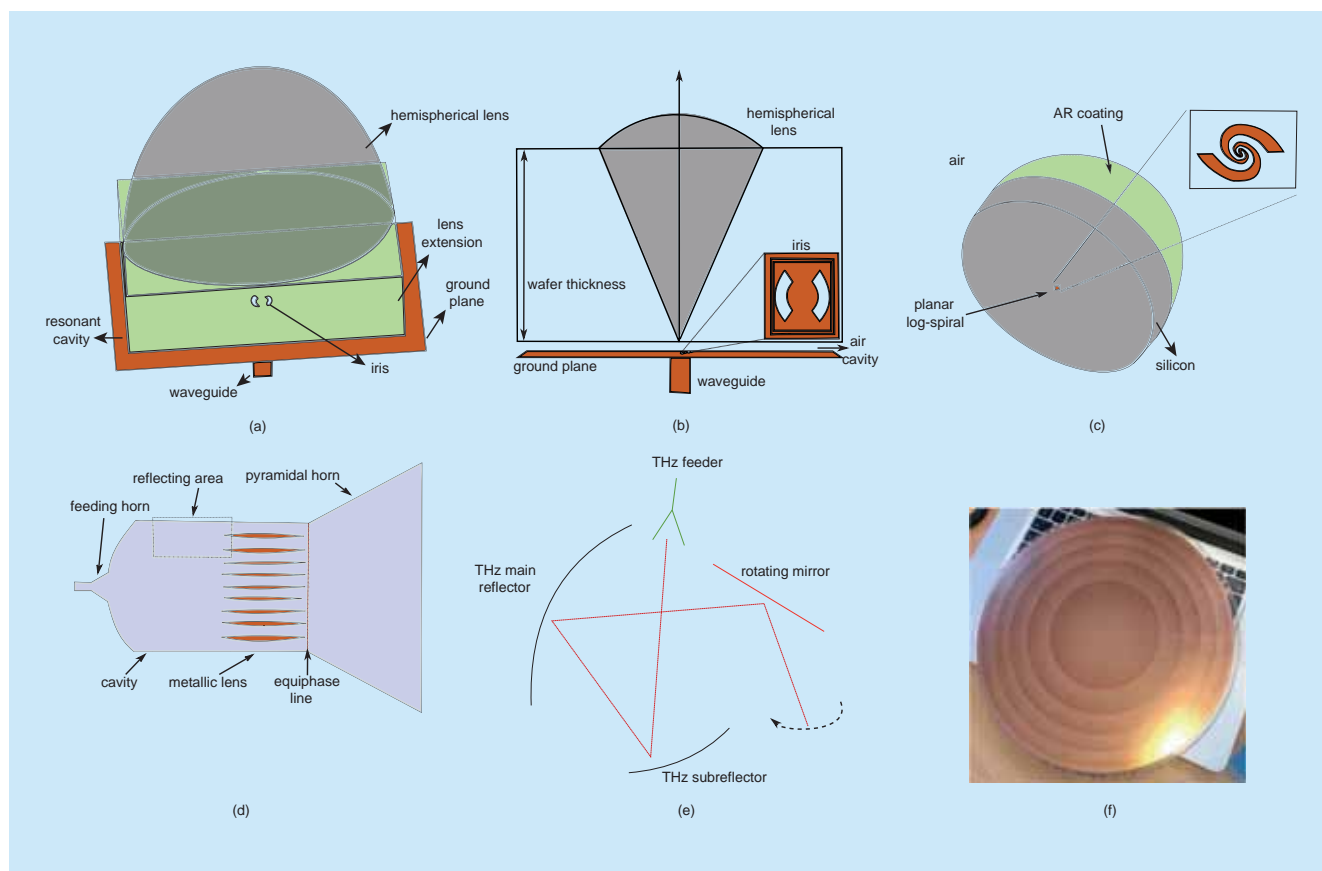 hemispherical lens
lens
extension
ground
plane
resonant
cavity
iris
waveguide
(a)
hemispherical
lens
wafer thickness
iris
air
cavity
ground plane
waveguide
(b)
AR coating
air
planar
log-spiral
silicon
(c)
pyramidal horn
reflecting area
feeding horn
cavity
metallic lens
equiphase
line
(d)
THz feeder
THz main
reflector
rotating mirror
THz subreflector
(e)
(f)